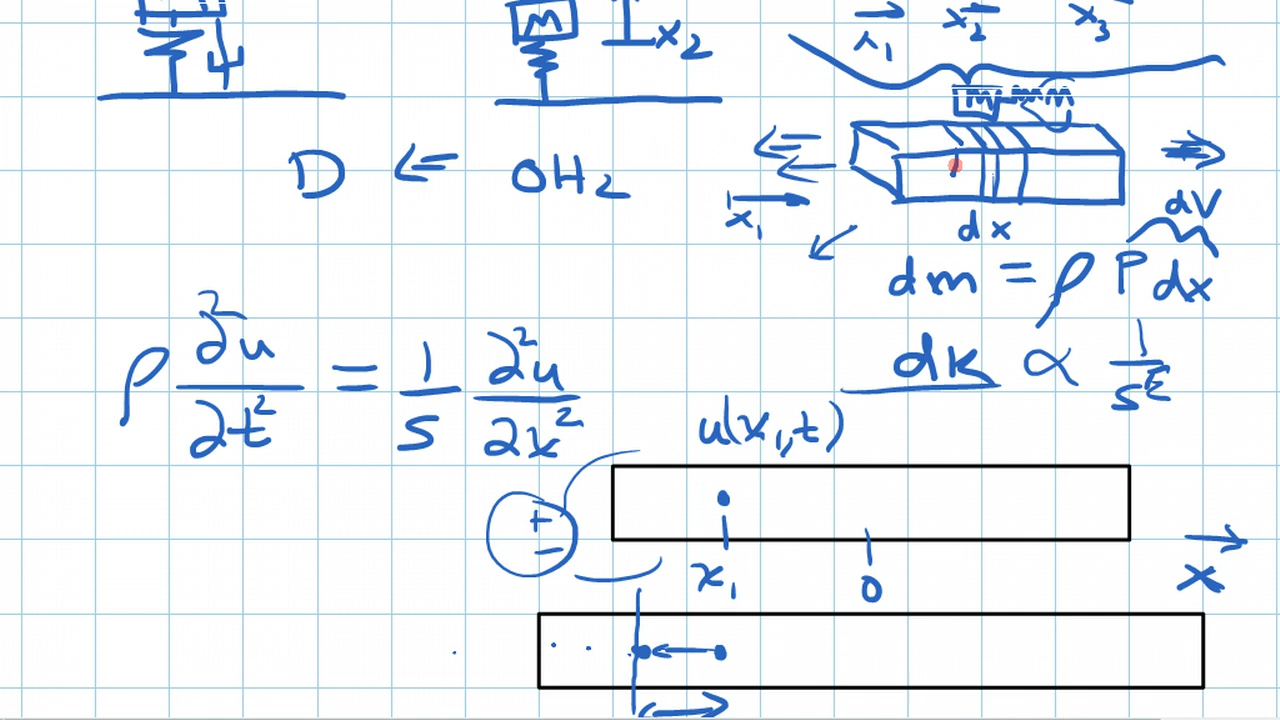 x₁ x₂ x₃
ψ
m x₂
m
D ⇐ OH₂
x₁
dx
dV
dm = ρ P dx
ρ ∂²u/∂t² = 1/s ∂²u/∂x²
dk ∝ 1/s^E
u(x₁,t)
+
−
x₁ 0 x